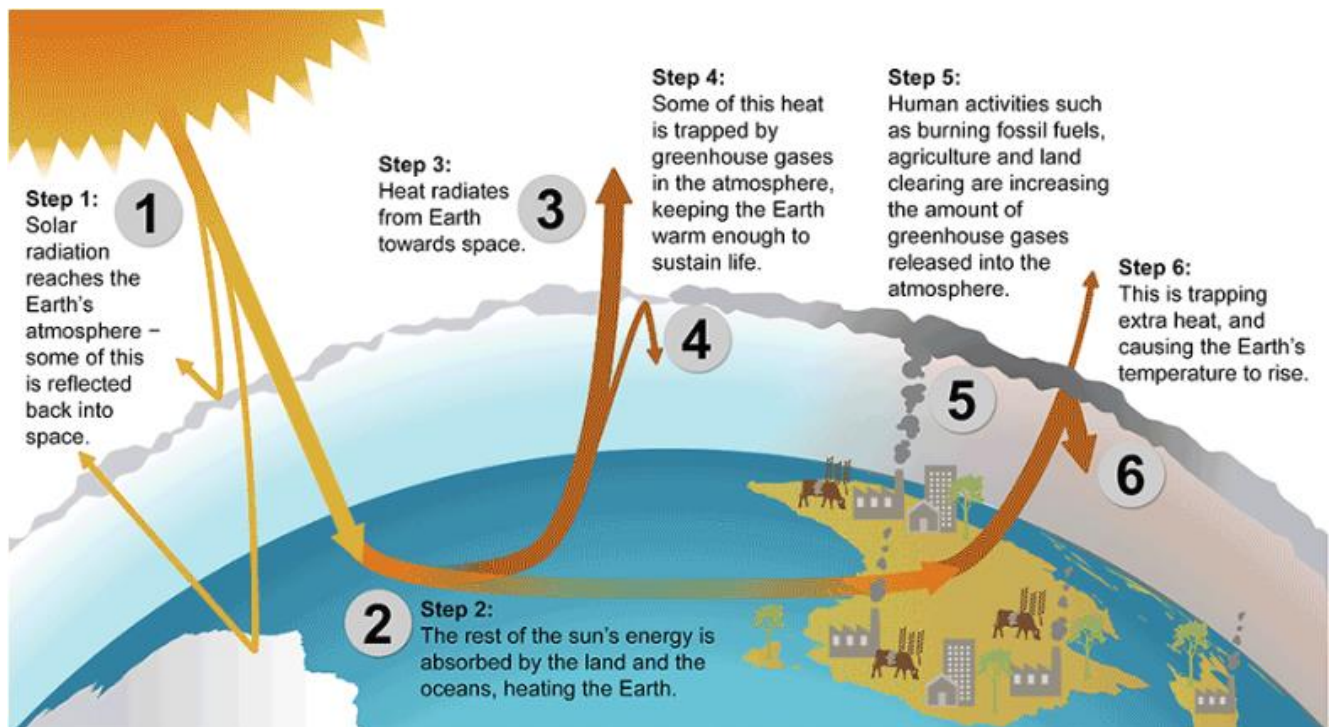 Step 1:
Solar
radiation
reaches the
Earth's
atmosphere –
some of this
is reflected
back into
space.
1
2
Step 2:
The rest of the sun's energy is
absorbed by the land and the
oceans, heating the Earth.
Step 3:
Heat radiates
from Earth
towards space.
3
Step 4:
Some of this heat
is trapped by
greenhouse gases
in the atmosphere,
keeping the Earth
warm enough to
sustain life.
4
Step 5:
Human activities such
as burning fossil fuels,
agriculture and land
clearing are increasing
the amount of
greenhouse gases
released into the
atmosphere.
5
Step 6:
This is trapping
extra heat, and
causing the Earth's
temperature to rise.
6